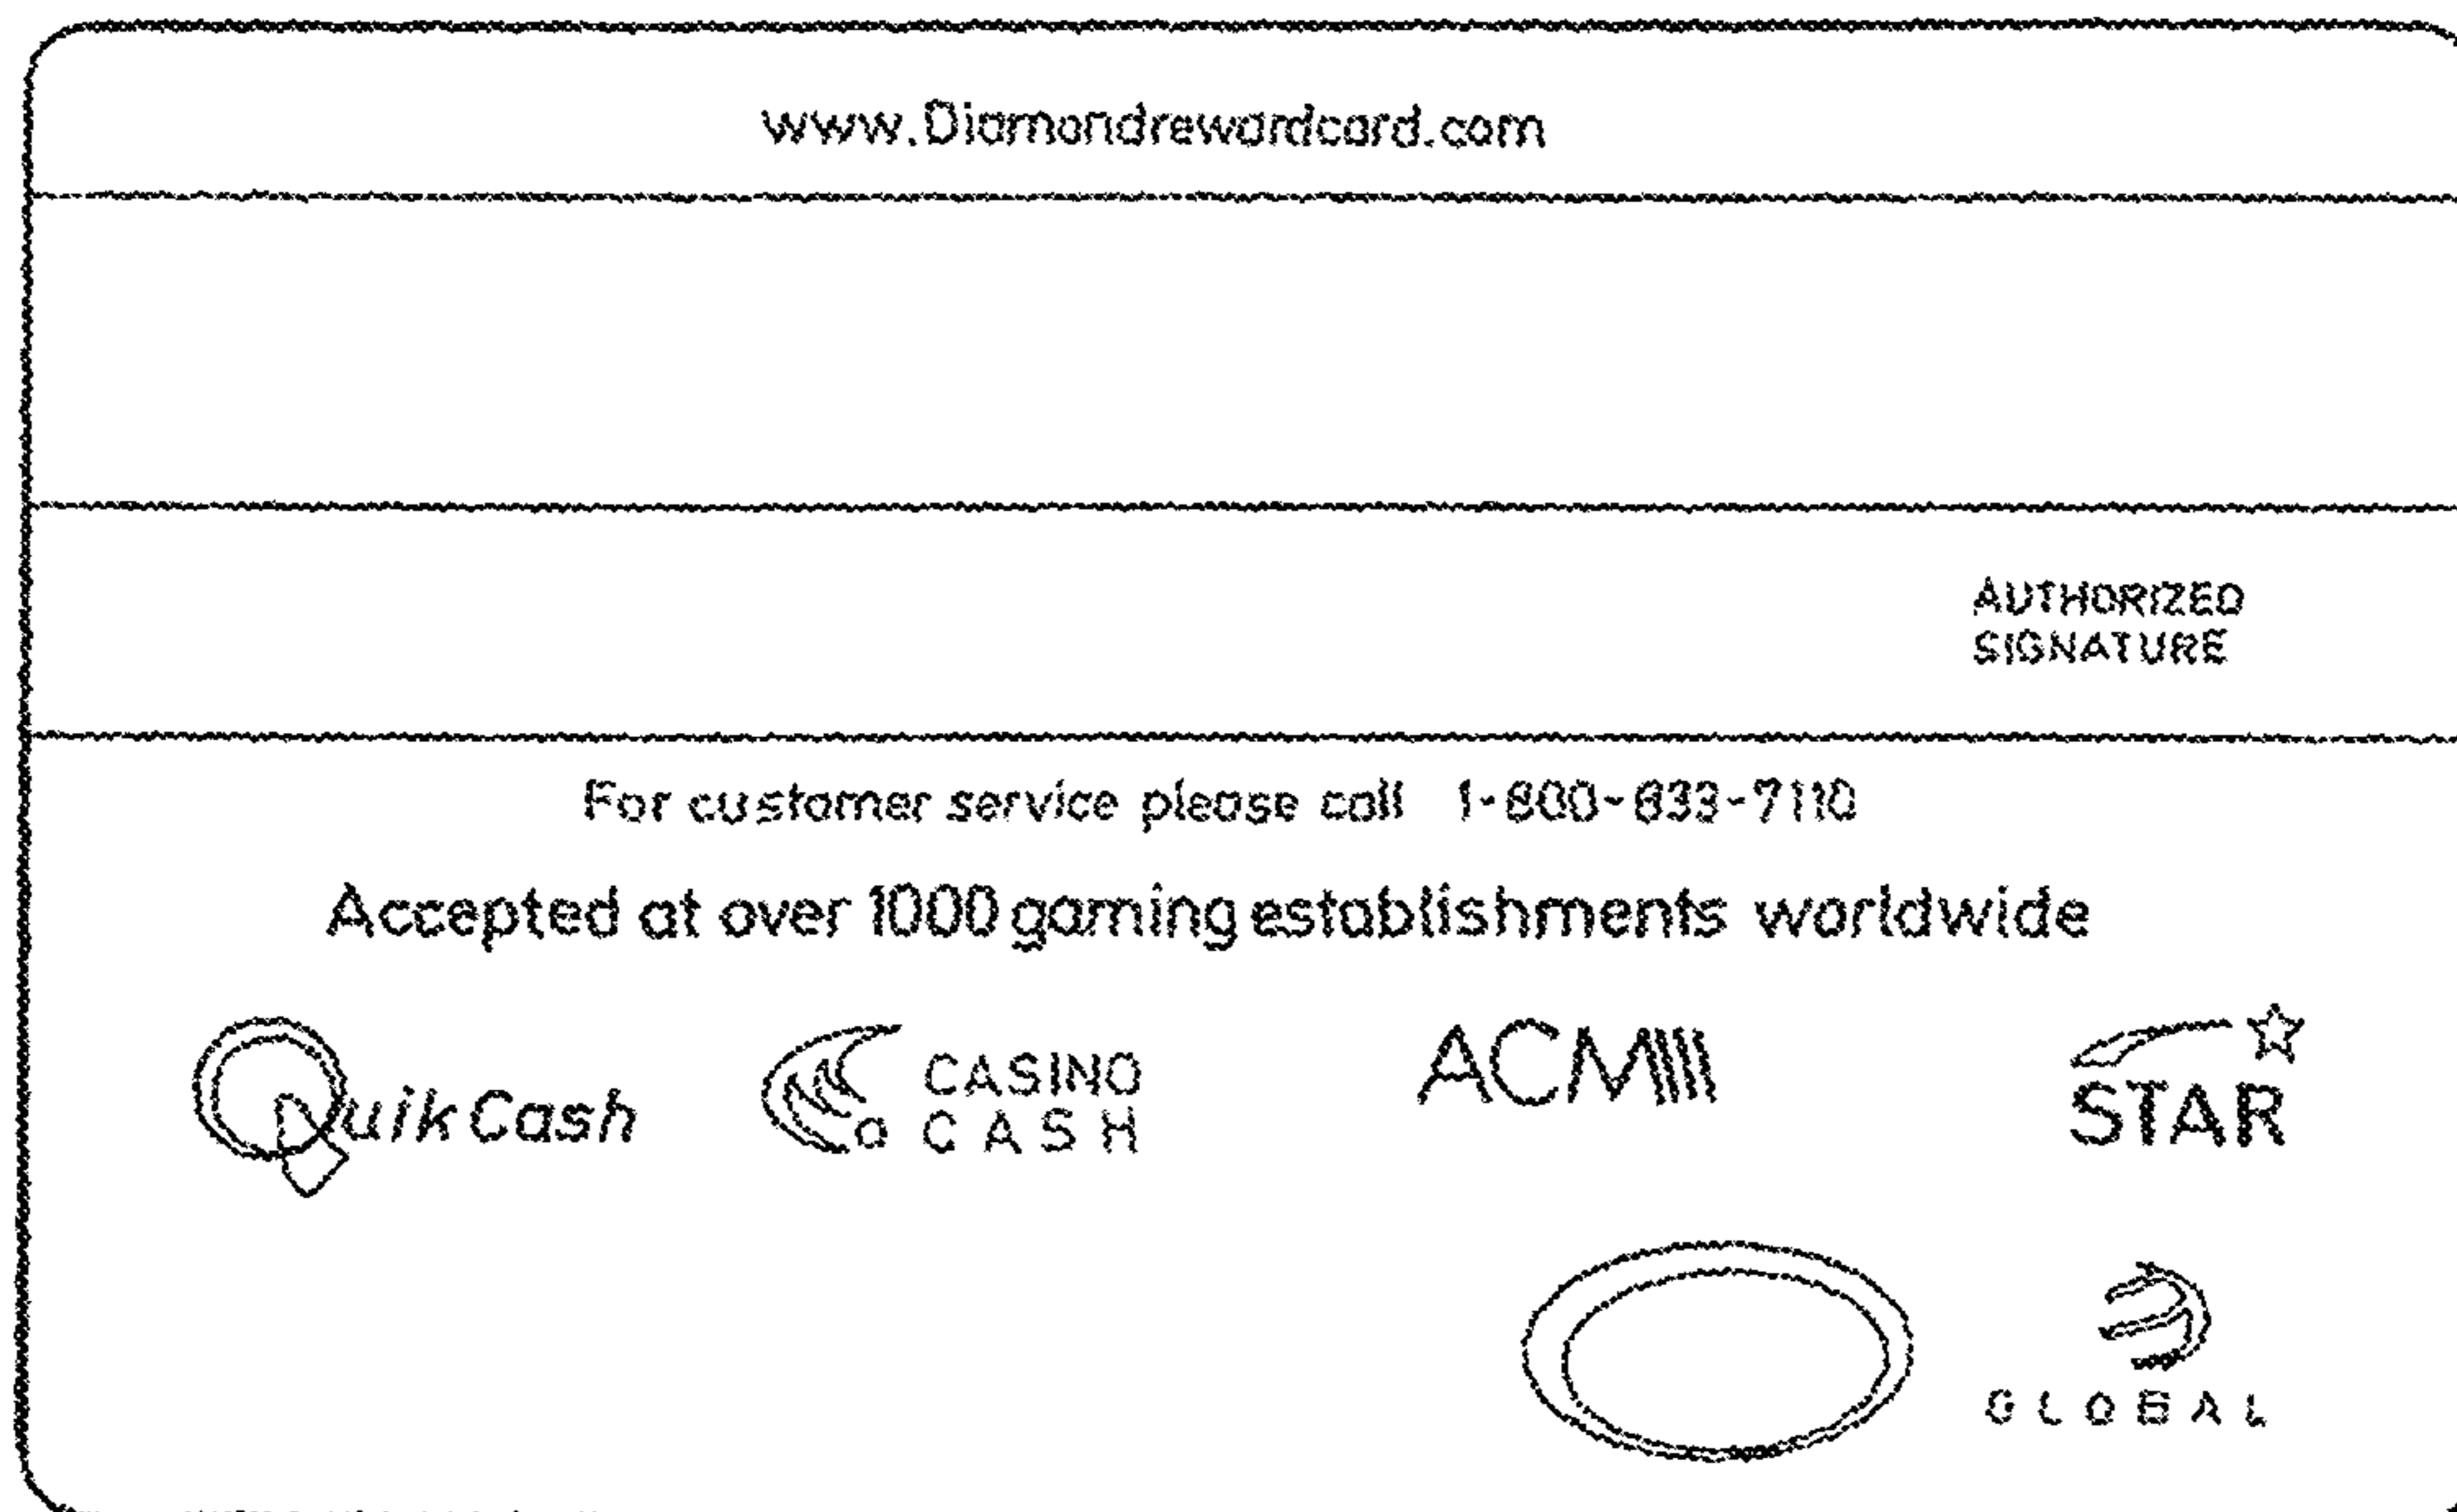 www.Diamondrewardcard.com
AUTHORIZED
SIGNATURE
For customer service please call 1-800-833-7110
Accepted at over 1000 gaming establishments worldwide
QuikCash
CASINO
CASH
ACM
STAR
GLOBAL